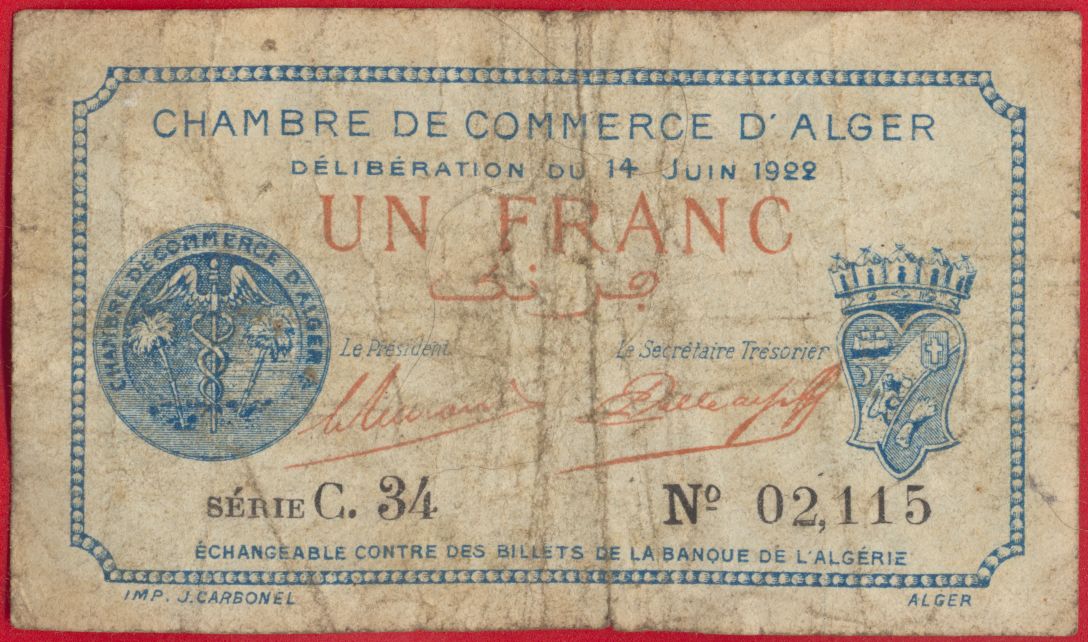 CHAMBRE DE COMMERCE D'ALGER
DÉLIBÉRATION DU 14 JUIN 1922
UN FRANC
فرنك
CHAMBRE DE COMMERCE D'ALGER
Le Président
Le Secrétaire Trésorier
SÉRIE C. 34
Nº 02,115
ÉCHANGEABLE CONTRE DES BILLETS DE LA BANQUE DE L'ALGÉRIE
IMP. J. CARBONEL
ALGER